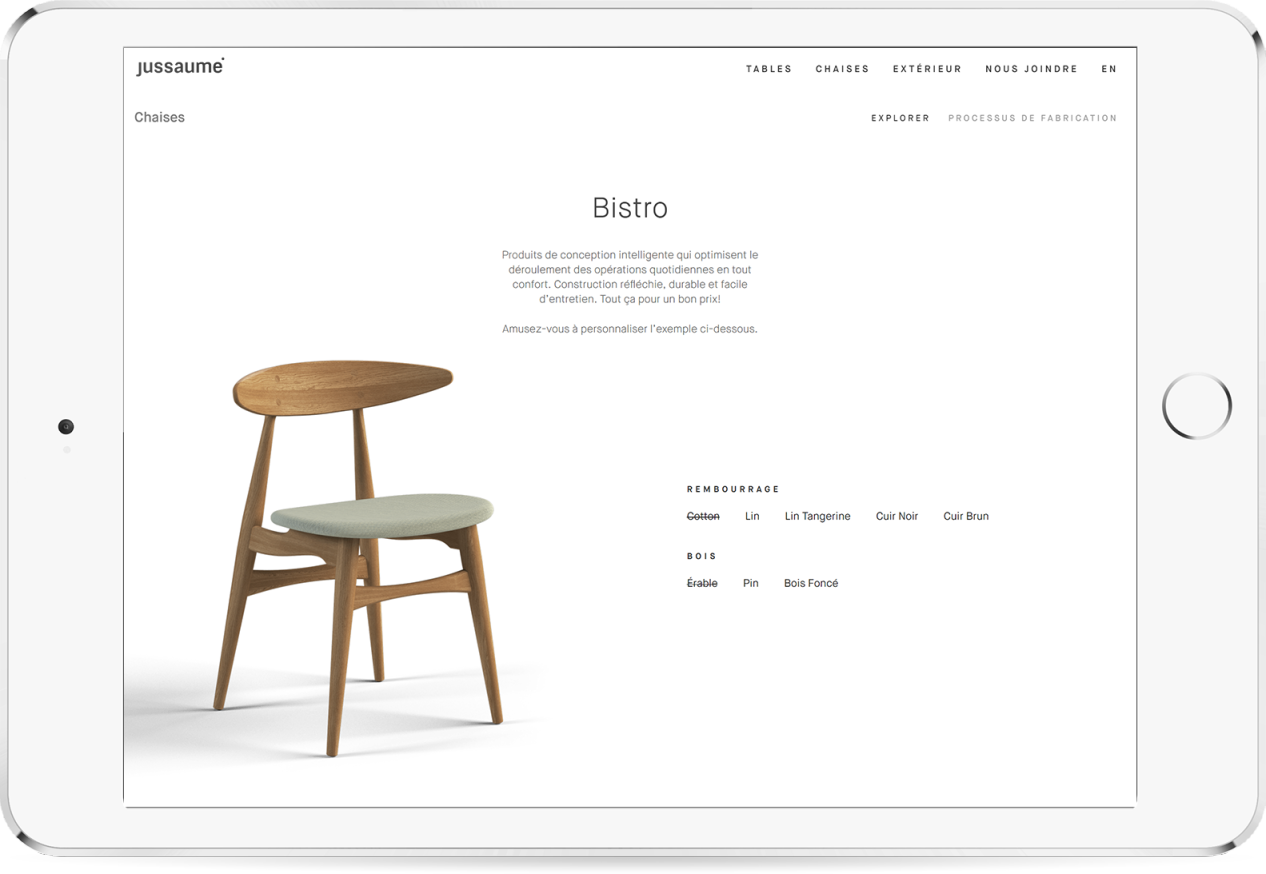 jussaume
TABLES CHAISES EXTÉRIEUR NOUS JOINDRE EN
Chaises
EXPLORER PROCESSUS DE FABRICATION
Bistro
Produits de conception intelligente qui optimisent le
déroulement des opérations quotidiennes en tout
confort. Construction réfléchie, durable et facile
d'entretien. Tout ça pour un bon prix!
Amusez-vous à personnaliser l'exemple ci-dessous.
REMBOURRAGE
Cotton Lin Lin Tangerine Cuir Noir Cuir Brun
BOIS
Érable Pin Bois Foncé